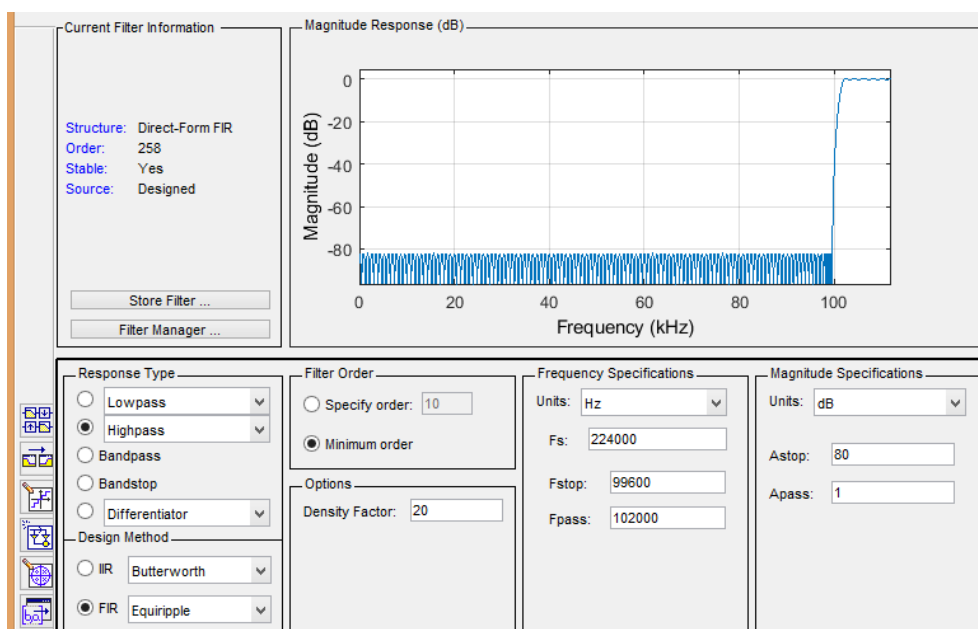 Current Filter Information
Structure: Direct-Form FIR
Order: 258
Stable: Yes
Source: Designed
Store Filter ...
Filter Manager ...
Magnitude Response (dB)
Magnitude (dB)
0
-20
-40
-60
-80
0 20 40 60 80 100
Frequency (kHz)
Response Type
Lowpass
Highpass
Bandpass
Bandstop
Differentiator
Design Method
IIR Butterworth
FIR Equiripple
Filter Order
Specify order: 10
Minimum order
Options
Density Factor: 20
Frequency Specifications
Units: Hz
Fs: 224000
Fstop: 99600
Fpass: 102000
Magnitude Specifications
Units: dB
Astop: 80
Apass: 1
[b,a]